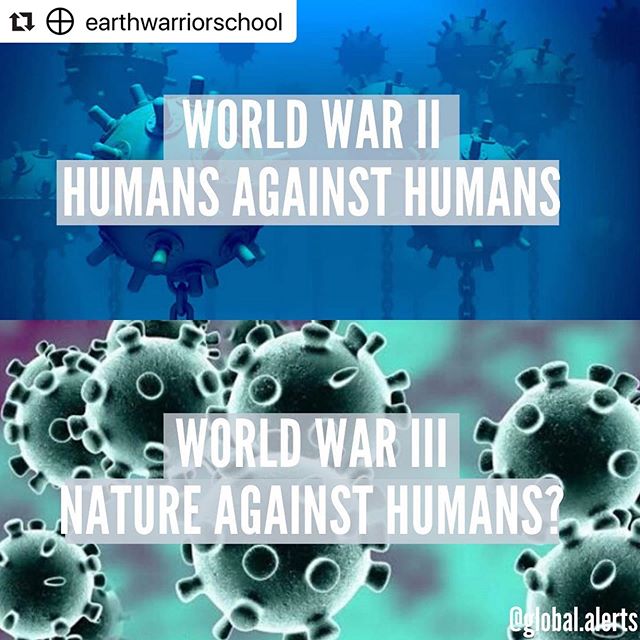 earthwarriorschool
WORLD WAR II
HUMANS AGAINST HUMANS
WORLD WAR III
NATURE AGAINST HUMANS?
@global.alerts